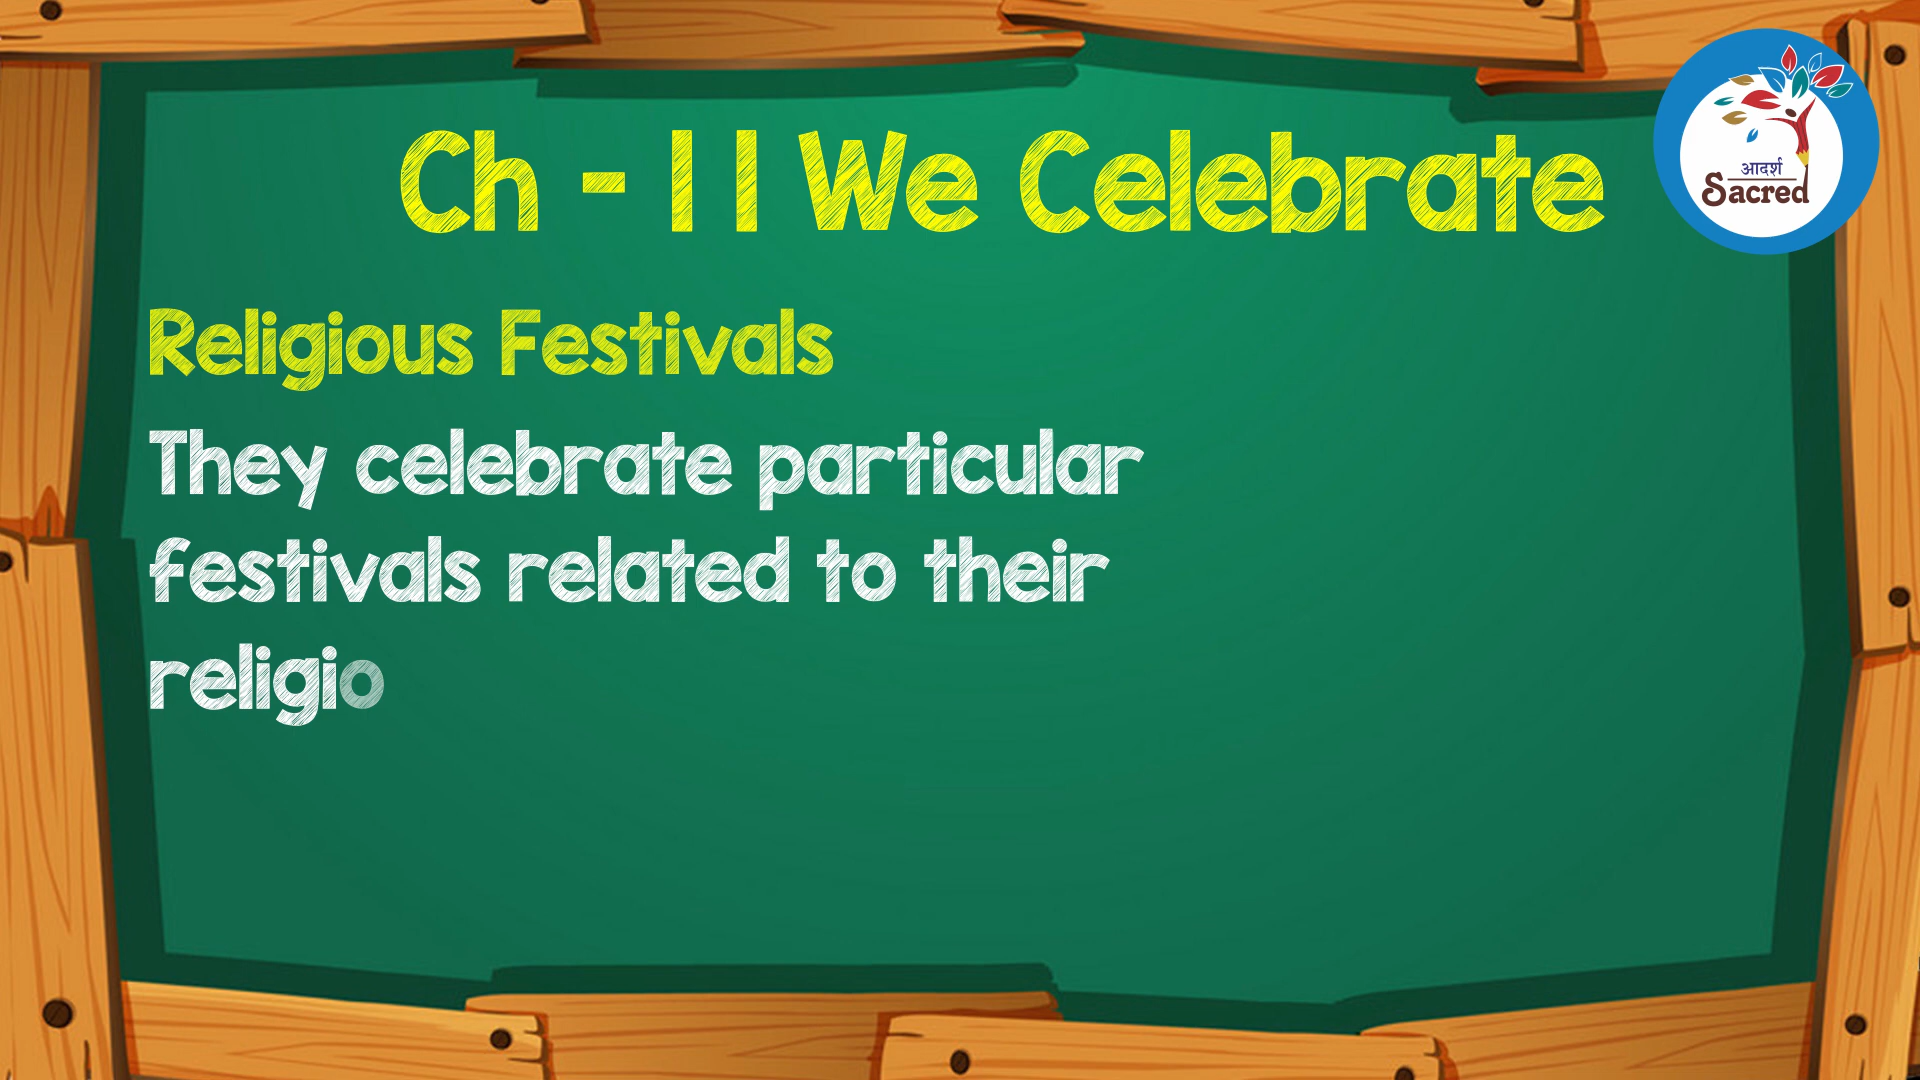 Ch - 11 We Celebrate
आदर्श
Sacred
Religious Festivals
They celebrate particular
festivals related to their
religio